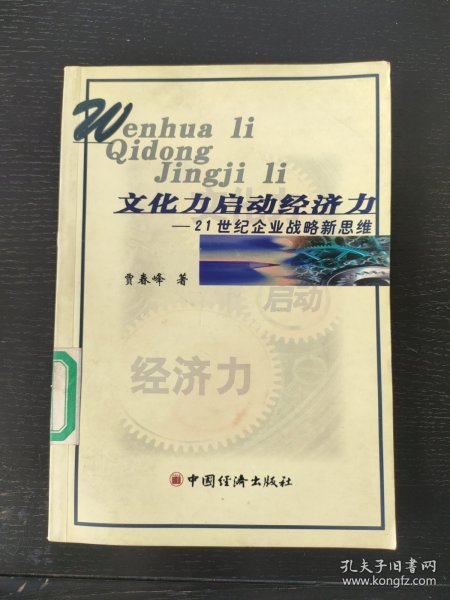 Wenhua li
Qidong
Jingji li
文化力启动经济力
—21世纪企业战略新思维
贾春峰 著
启动
经济力
中国经济出版社
孔夫子旧书网
www.kongfz.com